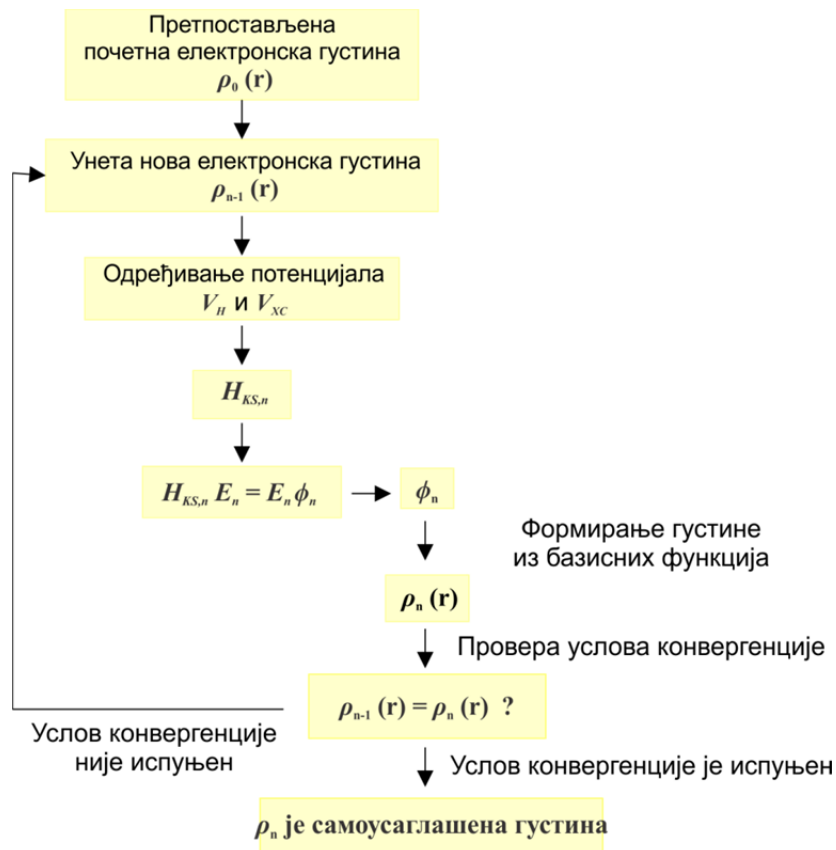 Претпостављена
почетна електронска густина
ρ₀ (r)
Унета нова електронска густина
ρₙ₋₁ (r)
Одређивање потенцијала
V_H и V_XC
H_KS,n
H_KS,n E_n = E_n ϕ_n
ϕₙ
Формирање густине
из базисних функција
ρₙ (r)
Провера услова конвергенције
ρₙ₋₁ (r) = ρₙ (r) ?
Услов конвергенције
није испуњен
Услов конвергенције је испуњен
ρₙ је самоусаглашена густина